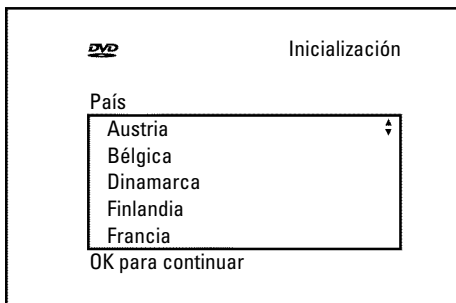 DVD
Inicialización
País
Austria
Bélgica
Dinamarca
Finlandia
Francia
OK para continuar